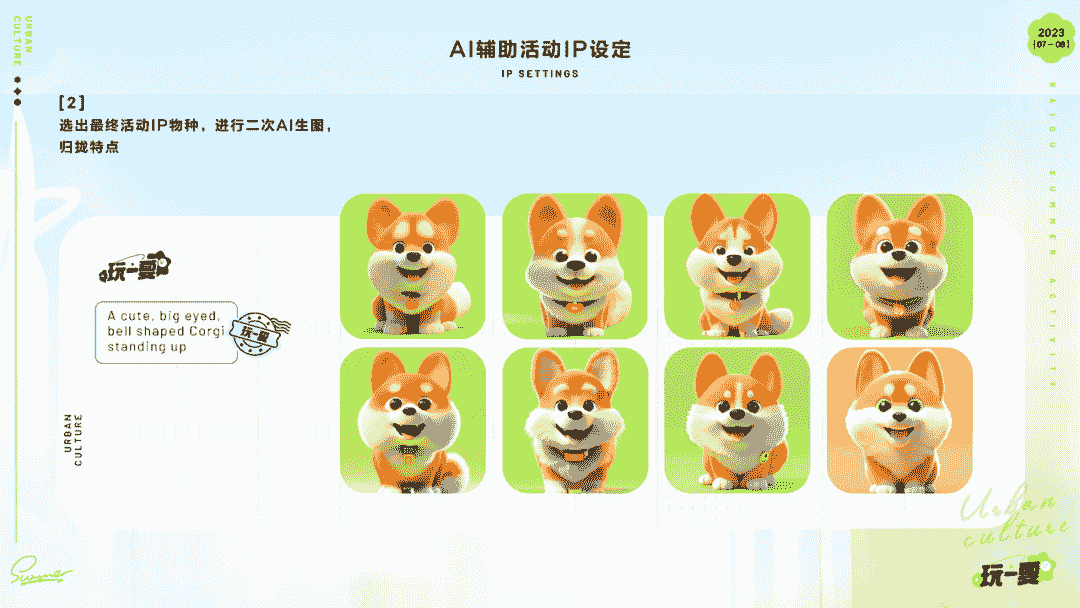 URBAN
CULTURE
AI辅助活动IP设定
IP SETTINGS
2023
[07-08]
[2]
选出最终活动IP物种，进行二次AI生图，
归拢特点
玩一夏
A cute, big eyed,
bell shaped Corgi
standing up
玩一夏
URBAN
CULTURE
BAIDU SUMMER ACTIVITY
Urban
culture
Summer
玩一夏